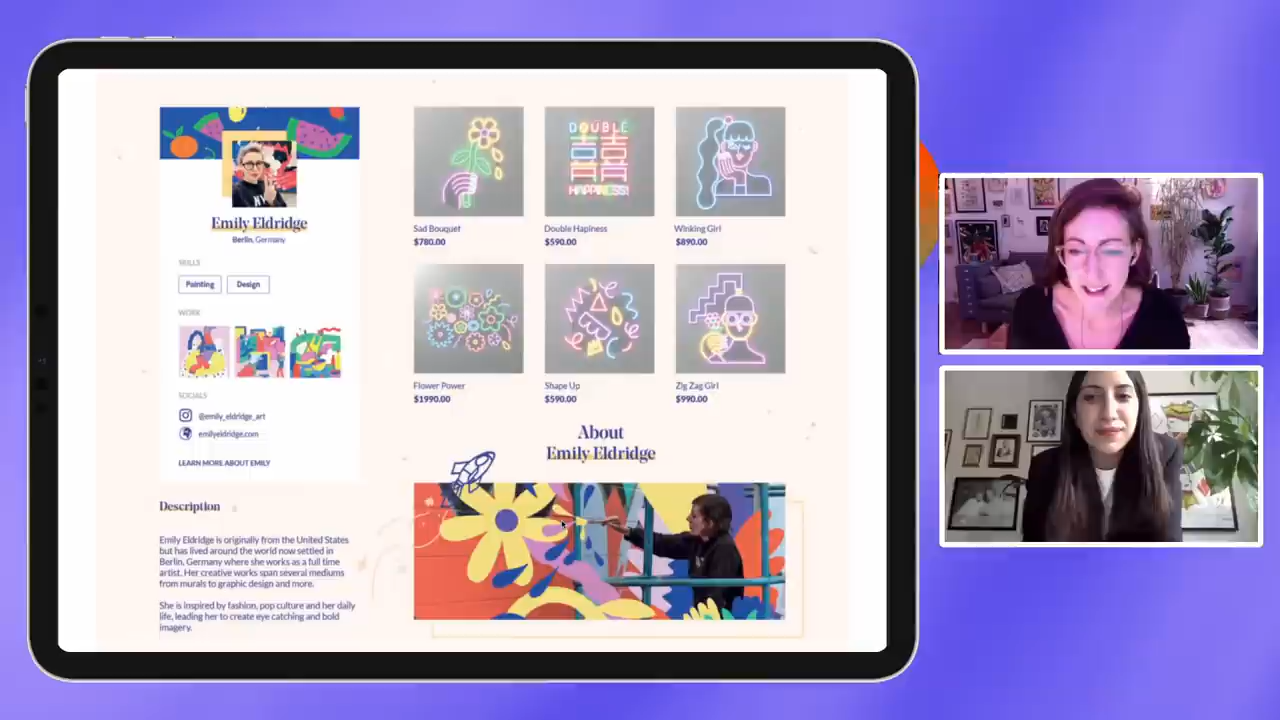 Emily Eldridge
Berlin, Germany
SKILLS
Painting
Design
WORK
SOCIALS
@emily_eldridge_art
emilyeldridge.com
LEARN MORE ABOUT EMILY
Description
Emily Eldridge is originally from the United States
but has lived around the world now settled in
Berlin, Germany where she works as a full time
artist. Her creative works span several mediums
from murals to graphic design and more.
She is inspired by fashion, pop culture and her daily
life, leading her to create eye catching and bold
imagery.
DOUBLE
HAPPINESS!
Sad Bouquet
$780.00
Double Hapiness
$590.00
Winking Girl
$890.00
Flower Power
$1990.00
Shape Up
$590.00
Zig Zag Girl
$990.00
About
Emily Eldridge